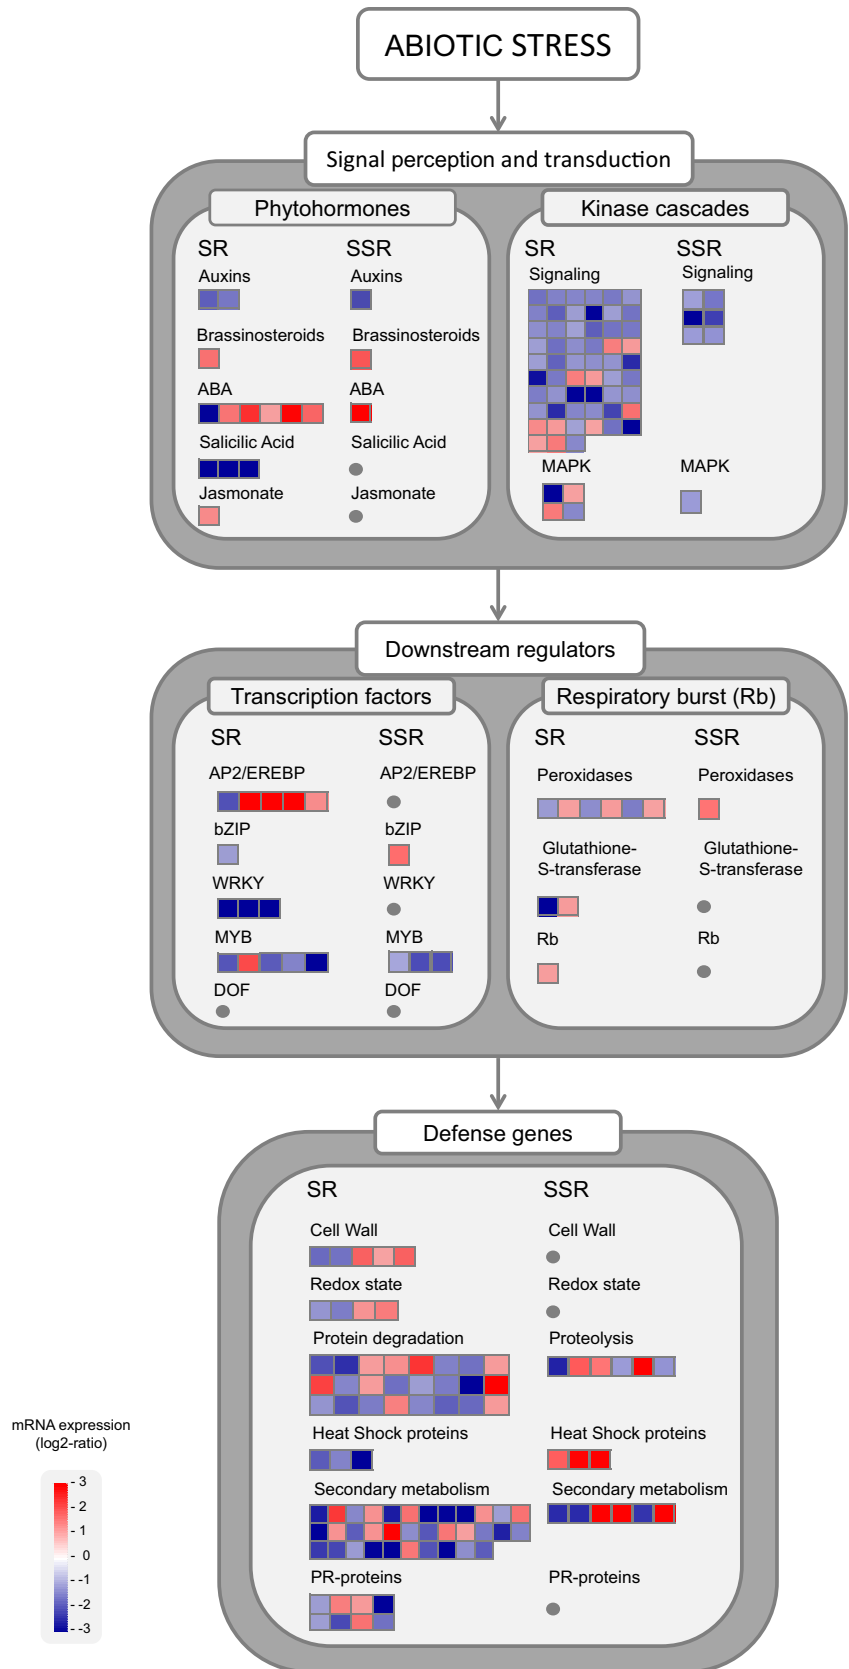 ABIOTIC STRESS
Signal perception and transduction
Phytohormones
SR
SSR
Auxins
Auxins
Brassinosteroids
Brassinosteroids
ABA
ABA
Salicilic Acid
Salicilic Acid
Jasmonate
Jasmonate
Kinase cascades
SR
SSR
Signaling
Signaling
MAPK
MAPK
Downstream regulators
Transcription factors
SR
SSR
AP2/EREBP
AP2/EREBP
bZIP
bZIP
WRKY
WRKY
MYB
MYB
DOF
DOF
Respiratory burst (Rb)
SR
SSR
Peroxidases
Peroxidases
Glutathione-
S-transferase
Glutathione-
S-transferase
Rb
Rb
Defense genes
SR
SSR
Cell Wall
Cell Wall
Redox state
Redox state
Protein degradation
Proteolysis
Heat Shock proteins
Heat Shock proteins
Secondary metabolism
Secondary metabolism
PR-proteins
PR-proteins
mRNA expression
(log2-ratio)
- 3
- 2
- 1
- 0
- -1
- -2
- -3